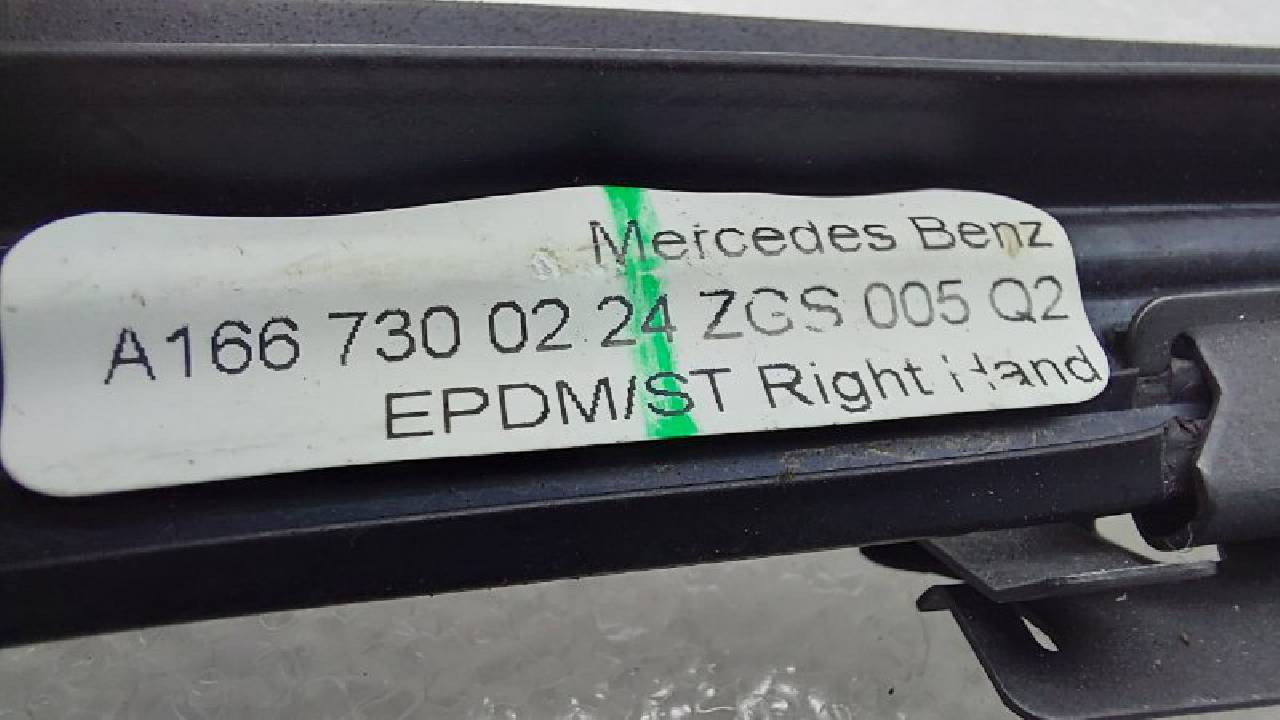 Mercedes Benz
A166 730 02 24 ZGS 005 Q2
EPDM/ST Right Hand